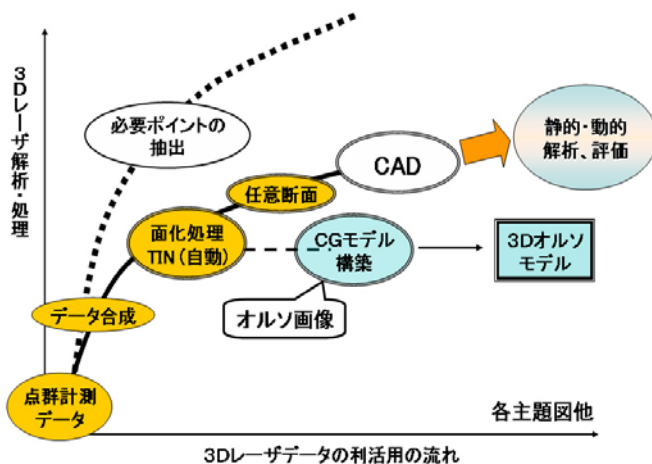 3Dレーザ解析・処理
必要ポイントの
抽出
静的・動的
解析、評価
CAD
任意断面
面化処理
TIN(自動)
CGモデル
構築
3Dオルソ
モデル
オルソ画像
データ合成
点群計測
データ
各主題図他
3Dレーザデータの利活用の流れ